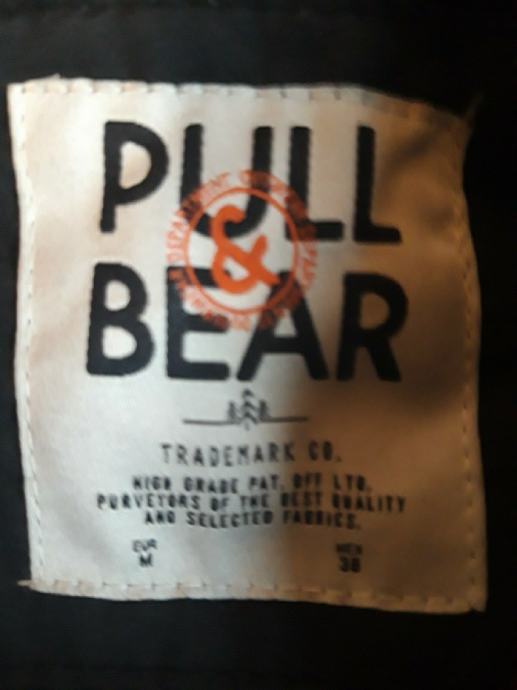 PULL
&
BEAR
TRADEMARK CO.
HIGH GRADE PAT. OFF LTD.
PURVETORS OF THE BEST QUALITY
AND SELECTED FABRICS.
EUR MEX
M 38